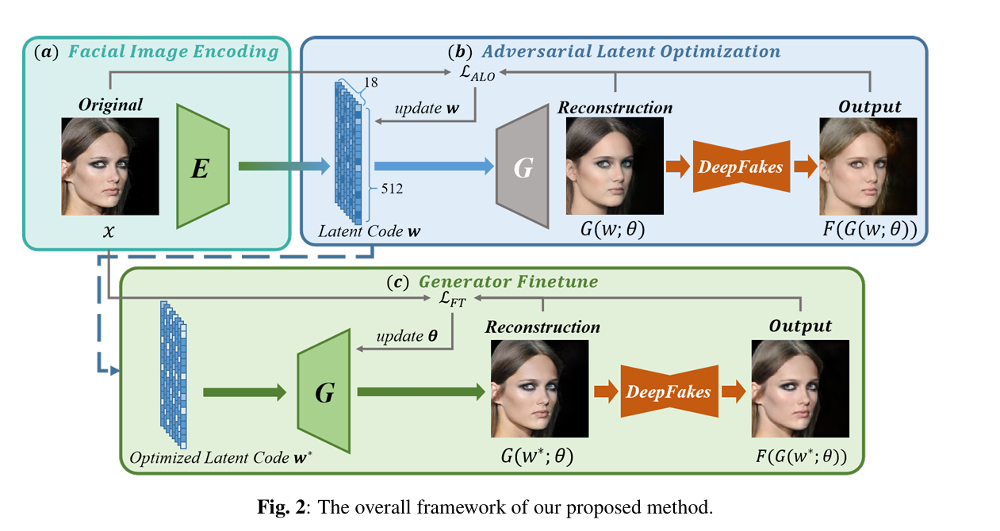 (a) Facial Image Encoding
(b) Adversarial Latent Optimization
ℒ_ALO
18
Original
update w
Reconstruction
Output
E
G
DeepFakes
512
x
Latent Code w
G(w; θ)
F(G(w; θ))
(c) Generator Finetune
ℒ_FT
Reconstruction
Output
update θ
G
DeepFakes
Optimized Latent Code w*
G(w*; θ)
F(G(w*; θ))
Fig. 2: The overall framework of our proposed method.